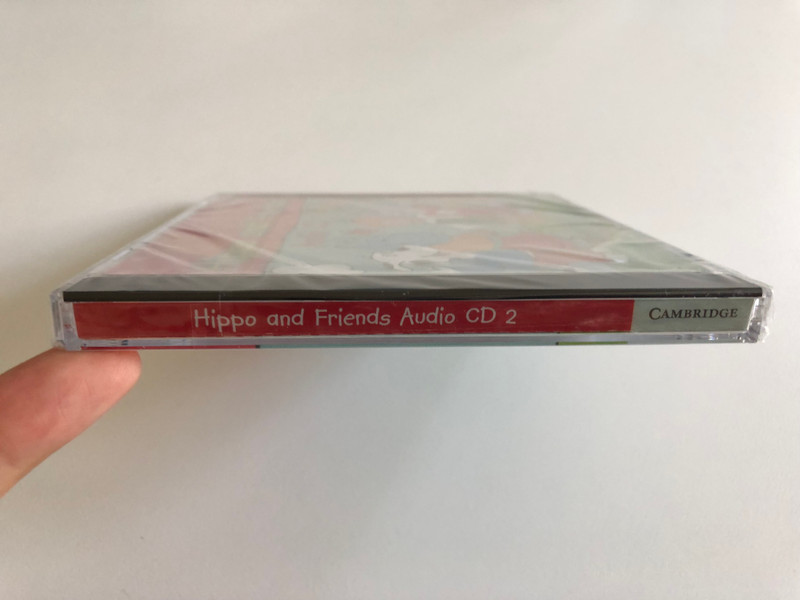 Hippo and Friends Audio CD 2
CAMBRIDGE